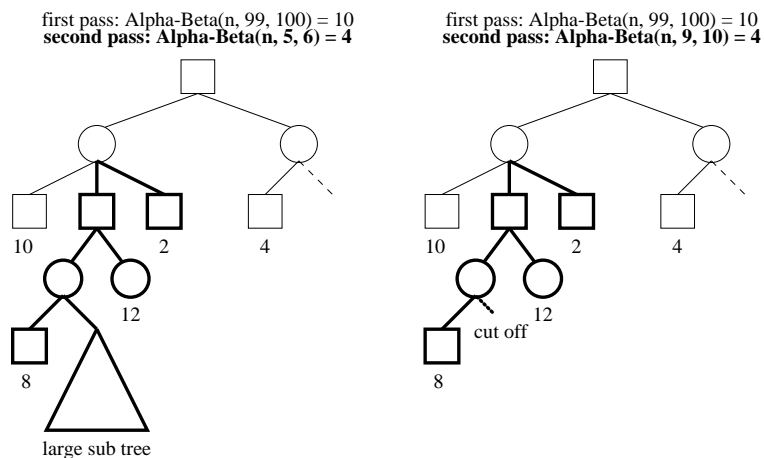 first pass: Alpha-Beta(n, 99, 100) = 10
second pass: Alpha-Beta(n, 5, 6) = 4
10
2
4
12
8
large sub tree
first pass: Alpha-Beta(n, 99, 100) = 10
second pass: Alpha-Beta(n, 9, 10) = 4
10
2
4
12
cut off
8